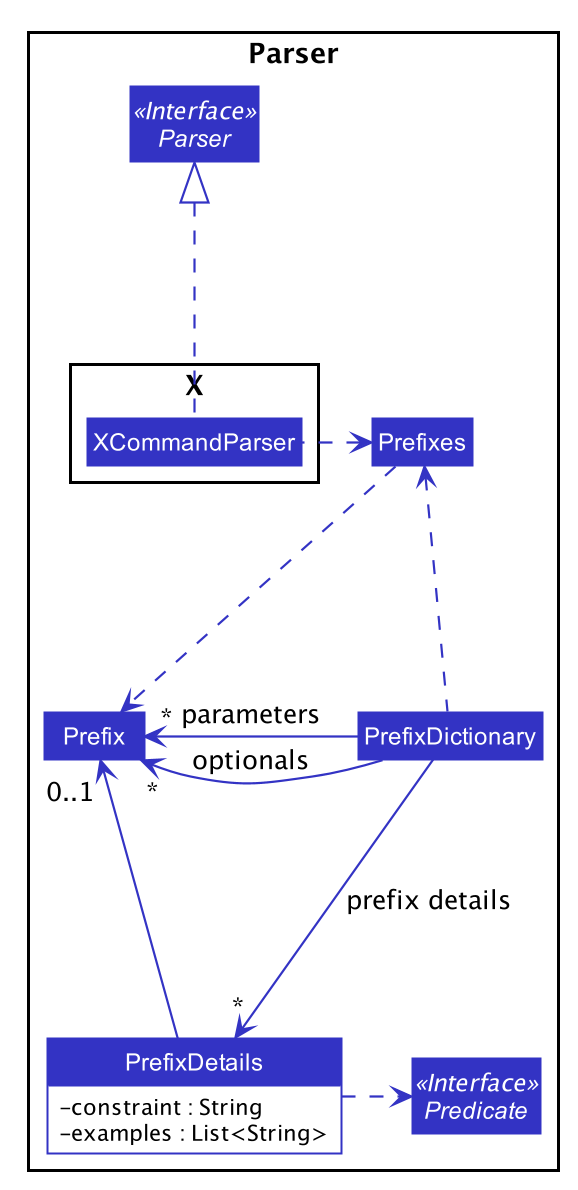 Parser
«Interface»
Parser
X
XCommandParser
Prefixes
* parameters
Prefix
PrefixDictionary
optionals
0..1
*
prefix details
*
PrefixDetails
«Interface»
Predicate
–constraint : String
–examples : List<String>